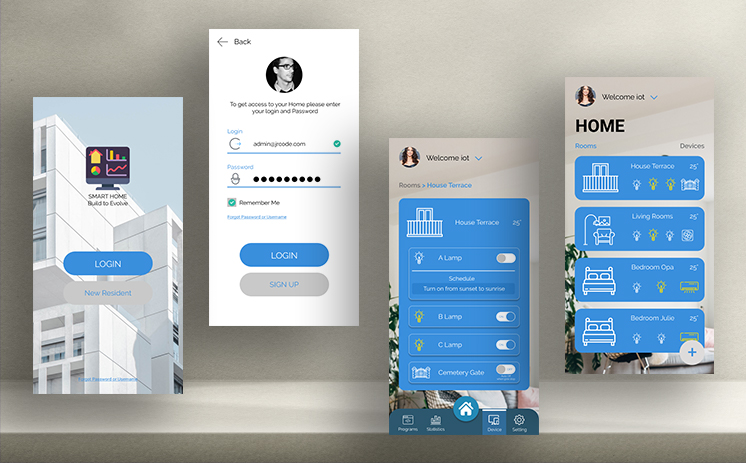 SMART HOME
Build to Evolve.
LOGIN
New Resident
Forgot Password or Username
Back
To get access to your Home please enter
your login and Password
Login
admin@jrcode.com
Password
Remember Me
Forgot Password or Username
LOGIN
SIGN UP
Welcome iot
Rooms > House Terrace
House Terrace 25°
A Lamp
Schedule
Turn on from sunset to sunrise
B Lamp
C Lamp
Cemetery Gate
Programs Statistics Device Setting
Welcome iot
HOME
Rooms Devices
House Terrace 25°
Living Rooms 25°
Bedroom Opa 25°
Bedroom Julie 25°
+